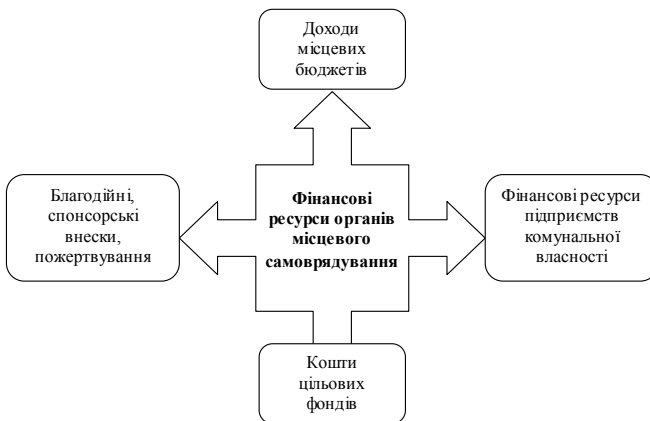 Доходи
місцевих
бюджетів
Благодійні,
спонсорські
внески,
пожертвування
Фінансові
ресурси органів
місцевого
самоврядування
Фінансові ресурси
підприємств
комунальної
власності
Кошти
цільових
фондів